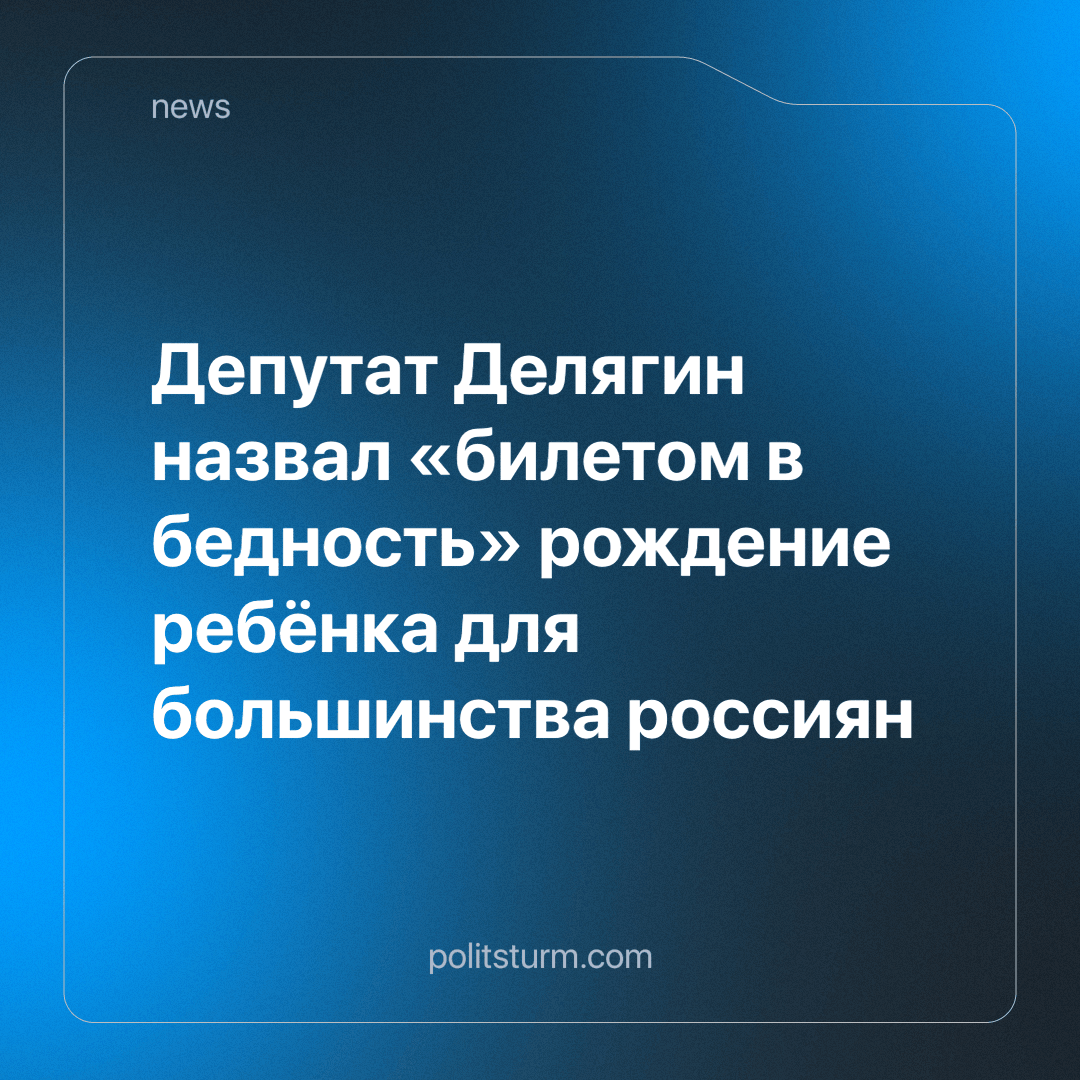 news
Депутат Делягин
назвал «билетом в
бедность» рождение
ребёнка для
большинства россиян
politsturm.com